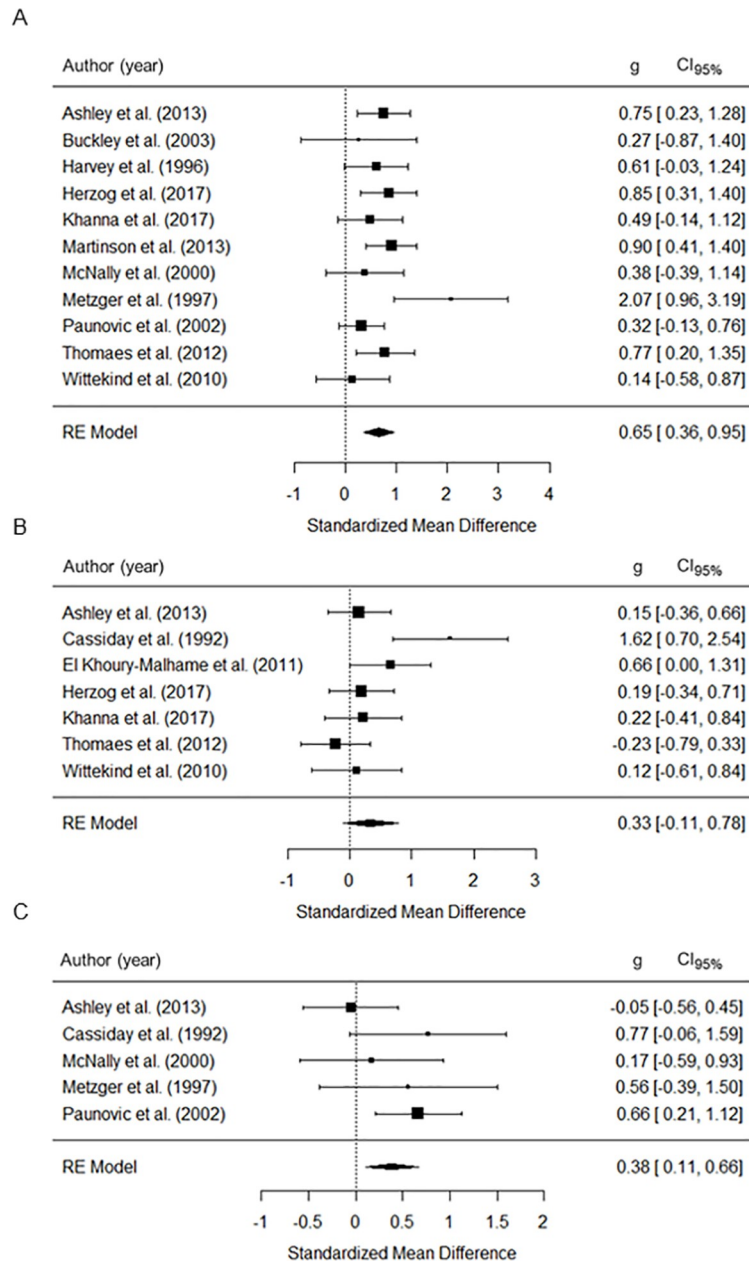 A
Author (year) g CI95%
Ashley et al. (2013) 0.75 [ 0.23, 1.28]
Buckley et al. (2003) 0.27 [-0.87, 1.40]
Harvey et al. (1996) 0.61 [-0.03, 1.24]
Herzog et al. (2017) 0.85 [ 0.31, 1.40]
Khanna et al. (2017) 0.49 [-0.14, 1.12]
Martinson et al. (2013) 0.90 [ 0.41, 1.40]
McNally et al. (2000) 0.38 [-0.39, 1.14]
Metzger et al. (1997) 2.07 [ 0.96, 3.19]
Paunovic et al. (2002) 0.32 [-0.13, 0.76]
Thomaes et al. (2012) 0.77 [ 0.20, 1.35]
Wittekind et al. (2010) 0.14 [-0.58, 0.87]
RE Model 0.65 [ 0.36, 0.95]
-1 0 1 2 3 4
Standardized Mean Difference
B
Author (year) g CI95%
Ashley et al. (2013) 0.15 [-0.36, 0.66]
Cassiday et al. (1992) 1.62 [ 0.70, 2.54]
El Khoury-Malhame et al. (2011) 0.66 [ 0.00, 1.31]
Herzog et al. (2017) 0.19 [-0.34, 0.71]
Khanna et al. (2017) 0.22 [-0.41, 0.84]
Thomaes et al. (2012) -0.23 [-0.79, 0.33]
Wittekind et al. (2010) 0.12 [-0.61, 0.84]
RE Model 0.33 [-0.11, 0.78]
-1 0 1 2 3
Standardized Mean Difference
C
Author (year) g CI95%
Ashley et al. (2013) -0.05 [-0.56, 0.45]
Cassiday et al. (1992) 0.77 [-0.06, 1.59]
McNally et al. (2000) 0.17 [-0.59, 0.93]
Metzger et al. (1997) 0.56 [-0.39, 1.50]
Paunovic et al. (2002) 0.66 [ 0.21, 1.12]
RE Model 0.38 [ 0.11, 0.66]
-1 -0.5 0 0.5 1 1.5 2
Standardized Mean Difference